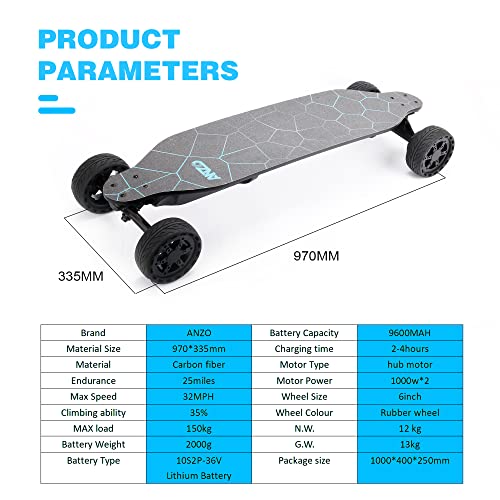 PRODUCT
PARAMETERS
ANZO
970MM
335MM
Brand ANZO Battery Capacity 9600MAH
Material Size 970*335mm Charging time 2-4hours
Material Carbon fiber Motor Type hub motor
Endurance 25miles Motor Power 1000w*2
Max Speed 32MPH Wheel Size 6inch
Climbing ability 35% Wheel Colour Rubber wheel
MAX load 150kg N.W. 12 kg
Battery Weight 2000g G.W. 13kg
Battery Type 10S2P-36V Package size 1000*400*250mm
Lithium Battery